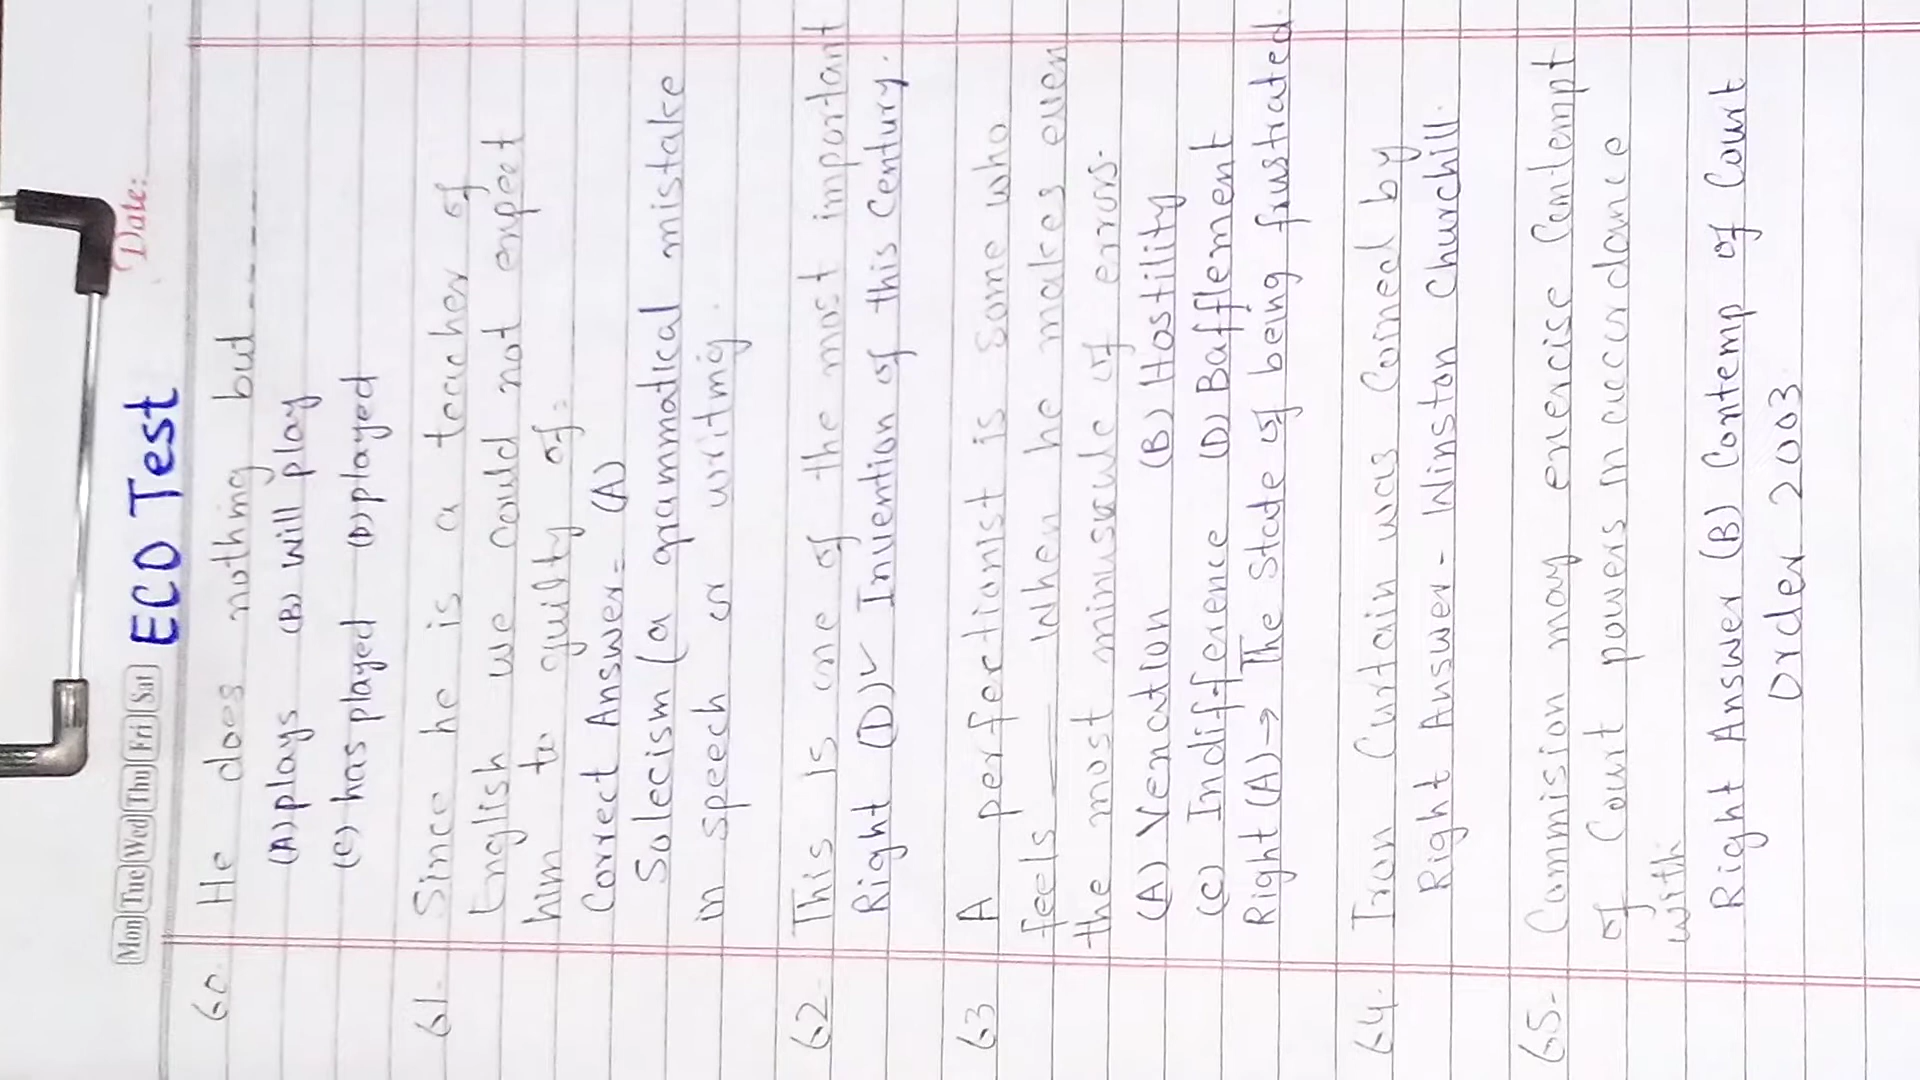 Mon Tue Wed Thu Fri Sat
Date:
ECO Test
60. He does nothing but ------
(A) plays (B) will play
(C) has played (D) played
61. Since he is a teacher of
English we could not expect
him to guilty of:
Correct Answer- (A)
Solecism (a grammatical mistake
in speech or writing.
62. This is one of the most important
Right (D)✓ Invention of this Century.
63 A perfectionist is some who
feels ____ When he makes even
the most minuscule of errors.
(A) Vexation (B) Hostility
(C) Indifference (D) Bafflement
Right (A)→ The State of being frustrated.
64. Iron Curtain was Coined by
Right Answer- Winston Churchill.
65- Commision may exercise Contempt
of Court powers in accordance
with
Right Answer (B) Contemp of Court
Order 2003.